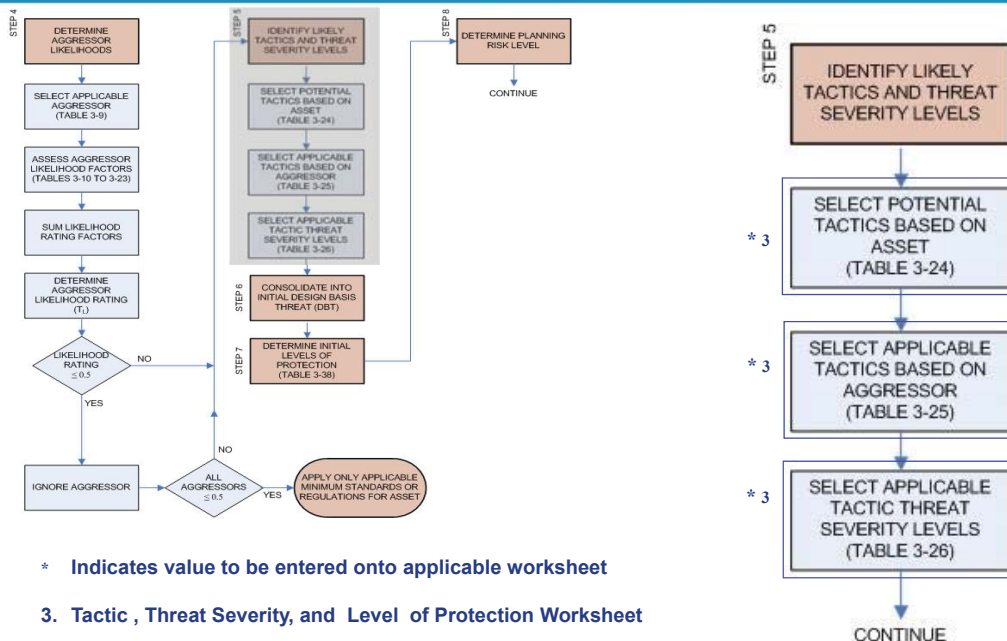 STEP 4
DETERMINE
AGGRESSOR
LIKELIHOODS
SELECT APPLICABLE
AGGRESSOR
(TABLE 3-9)
ASSESS AGGRESSOR
LIKELIHOOD FACTORS
(TABLES 3-10 TO 3-23)
SUM LIKELIHOOD
RATING FACTORS
DETERMINE
AGGRESSOR
LIKELIHOOD RATING
(TL)
LIKELIHOOD
RATING
≤ 0.5
NO
YES
IGNORE AGGRESSOR
ALL
AGGRESSORS
≤ 0.5
NO
YES
APPLY ONLY APPLICABLE
MINIMUM STANDARDS OR
REGULATIONS FOR ASSET
STEP 5
IDENTIFY LIKELY
TACTICS AND THREAT
SEVERITY LEVELS
SELECT POTENTIAL
TACTICS BASED ON
ASSET
(TABLE 3-24)
SELECT APPLICABLE
TACTICS BASED ON
AGGRESSOR
(TABLE 3-25)
SELECT APPLICABLE
TACTIC THREAT
SEVERITY LEVELS
(TABLE 3-26)
STEP 6
CONSOLIDATE INTO
INITIAL DESIGN BASIS
THREAT (DBT)
STEP 7
DETERMINE INITIAL
LEVELS OF
PROTECTION
(TABLE 3-38)
STEP 8
DETERMINE PLANNING
RISK LEVEL
CONTINUE
STEP 5
IDENTIFY LIKELY
TACTICS AND THREAT
SEVERITY LEVELS
* 3
SELECT POTENTIAL
TACTICS BASED ON
ASSET
(TABLE 3-24)
* 3
SELECT APPLICABLE
TACTICS BASED ON
AGGRESSOR
(TABLE 3-25)
* 3
SELECT APPLICABLE
TACTIC THREAT
SEVERITY LEVELS
(TABLE 3-26)
CONTINUE
* Indicates value to be entered onto applicable worksheet
3. Tactic , Threat Severity, and Level of Protection Worksheet